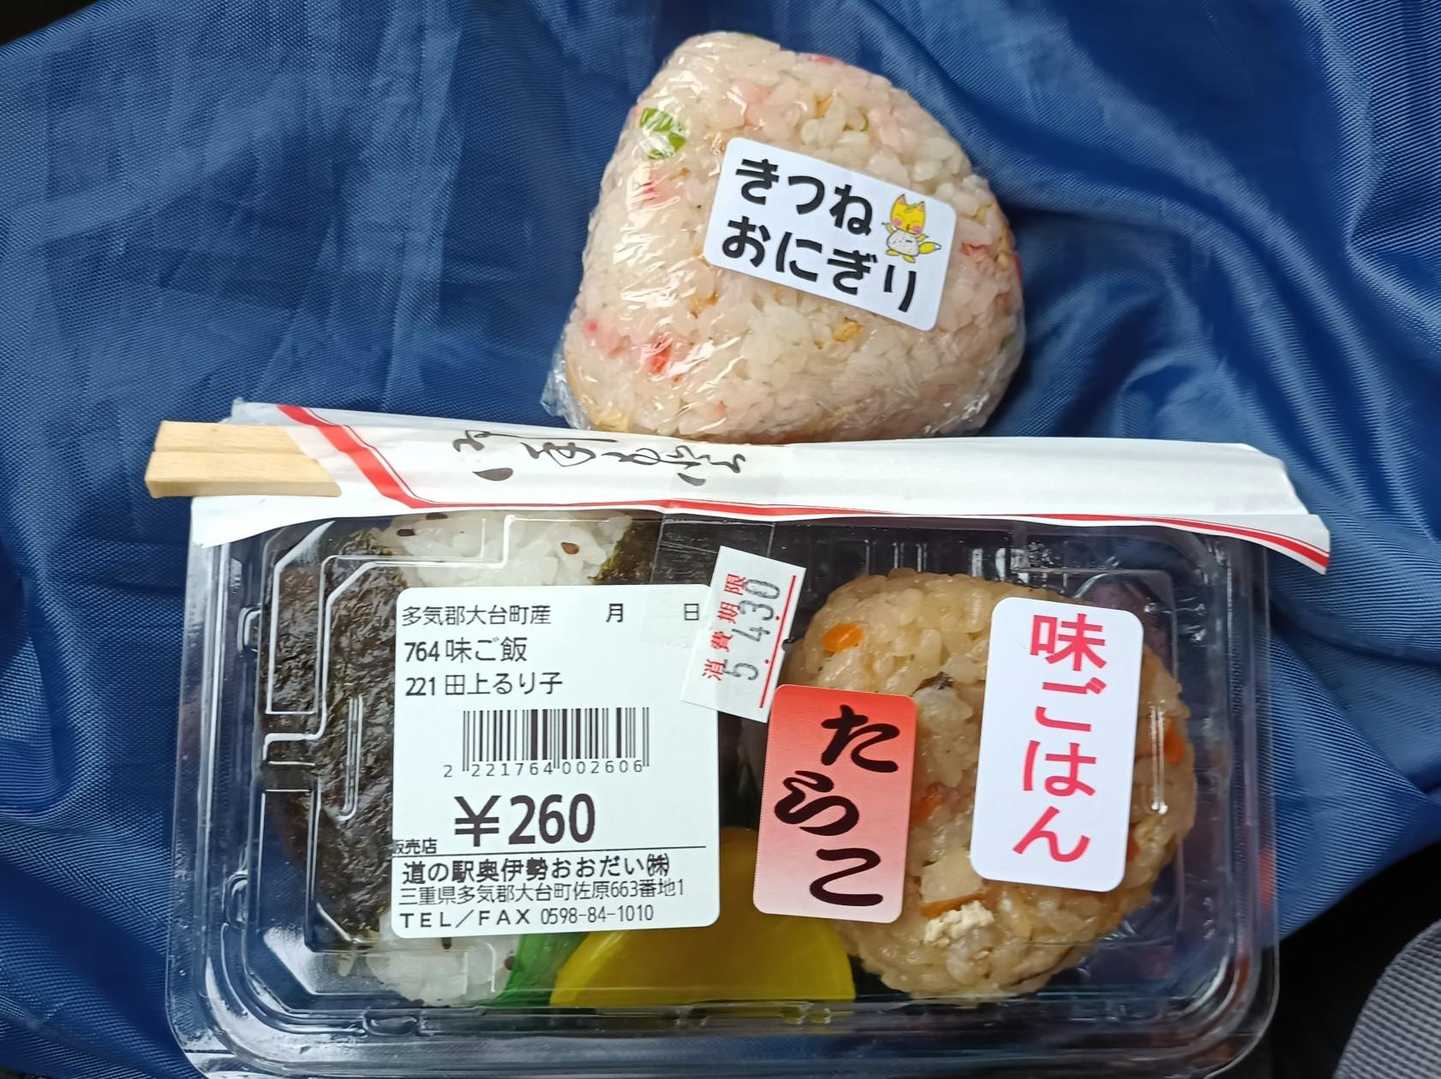 きつね
おにぎり
多気郡大台町産 月 日
764 味ご飯
221 田上るり子
2 221764 002606
¥260
販売店
道の駅奥伊勢おおだい㈱
三重県多気郡大台町佐原663番地1
TEL/FAX 0598-84-1010
消費期限
5.4.30
たらこ
味ごはん